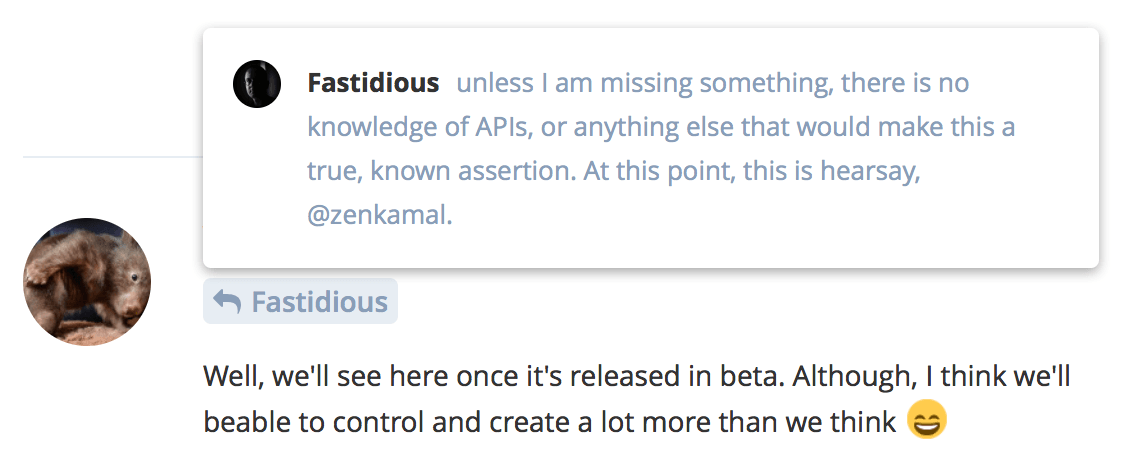 Fastidious unless I am missing something, there is no
knowledge of APIs, or anything else that would make this a
true, known assertion. At this point, this is hearsay,
@zenkamal.
Fastidious
Well, we'll see here once it's released in beta. Although, I think we'll
beable to control and create a lot more than we think 😄